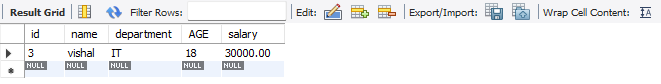 Result Grid Filter Rows: Edit: Export/Import: Wrap Cell Content: IA
id name department AGE salary
3 vishal IT 18 30000.00
NULL NULL NULL NULL NULL